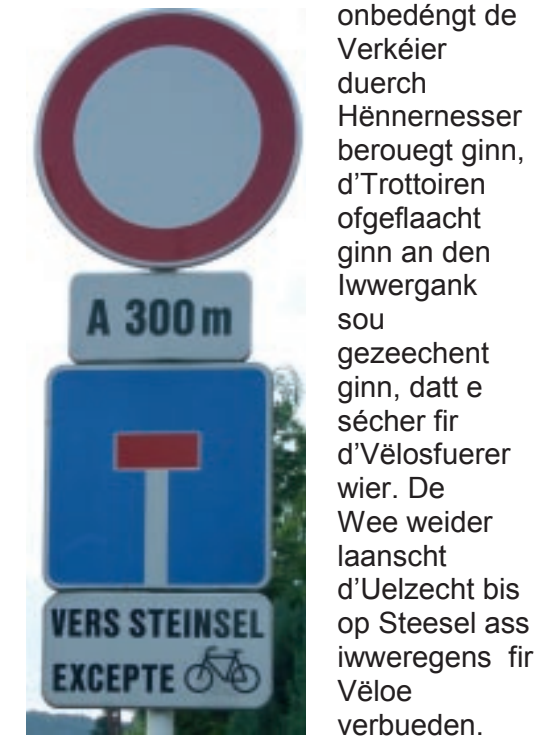 A 300 m
VERS STEINSEL
EXCEPTE
onbedéngt de
Verkéier
duerch
Hënnernesser
berouegt ginn,
d'Trottoiren
ofgeflaacht
ginn an den
Iwwergank
sou
gezeechent
ginn, datt e
sécher fir
d'Vëlosfuerer
wier. De
Wee weider
laanscht
d'Uelzecht bis
op Steesel ass
iwweregens fir
Vëloe
verbueden.